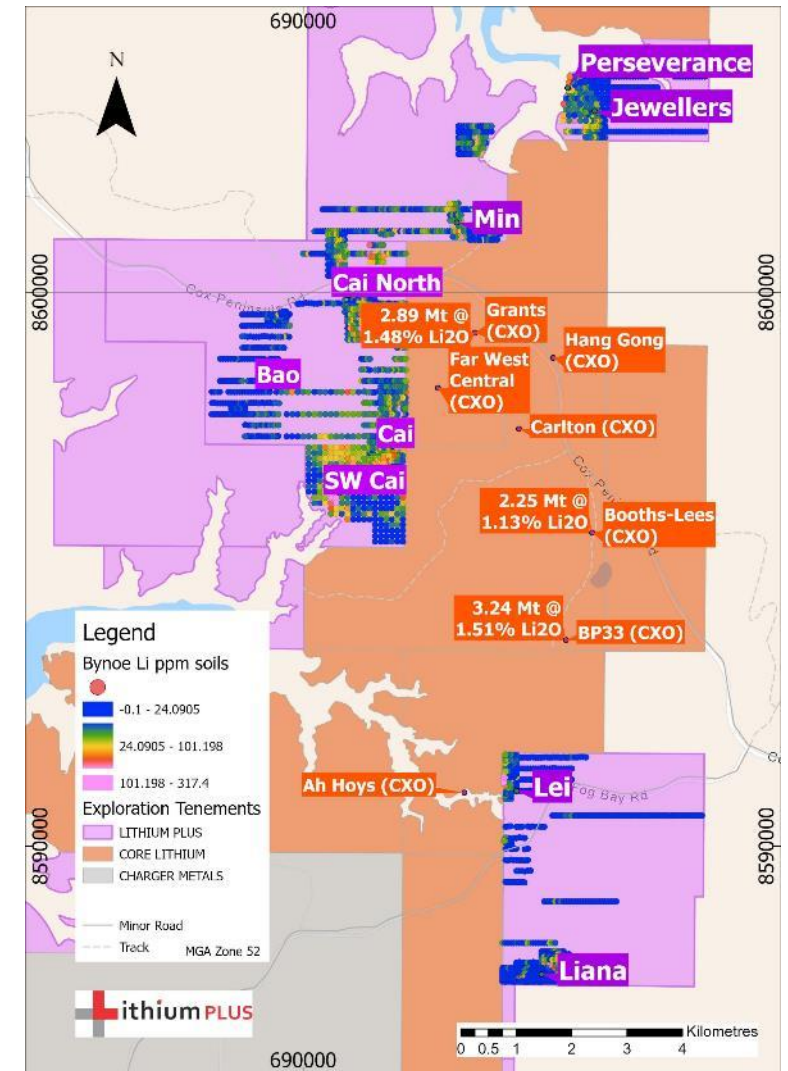 690000
N
Perseverance
Jewellers
Min
8600000
8600000
Cai North
Cox Peninsula Rd
2.89 Mt @
1.48% Li2O
Grants
(CXO)
Hang Gong
(CXO)
Far West
Central
(CXO)
Bao
Carlton (CXO)
Cai
SW Cai
2.25 Mt @
1.13% Li2O
Booths-Lees
(CXO)
3.24 Mt @
1.51% Li2O
BP33 (CXO)
Legend
Bynoe Li ppm soils
-0.1 - 24.0905
24.0905 - 101.198
101.198 - 317.4
Exploration Tenements
LITHIUM PLUS
CORE LITHIUM
CHARGER METALS
Minor Road
Track
MGA Zone 52
Ah Hoys (CXO)
Lei
Fog Bay Rd
8590000
8590000
Liana
Lithium PLUS
Kilometres
0 0.5 1 2 3 4
690000